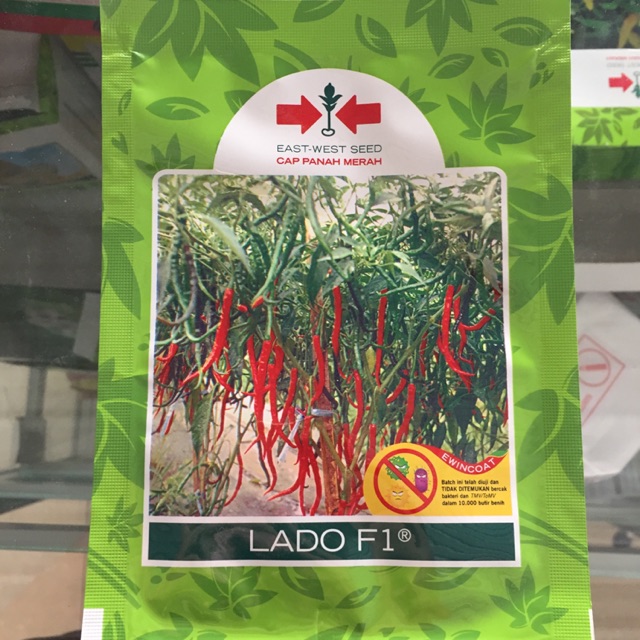 EAST-WEST SEED
CAP PANAH MERAH
EWINCOAT
Batch ini telah diuji dan
TIDAK DITEMUKAN bercak
bakteri dan TMV/ToMV
dalam 10.000 butir benih
LADO F1®